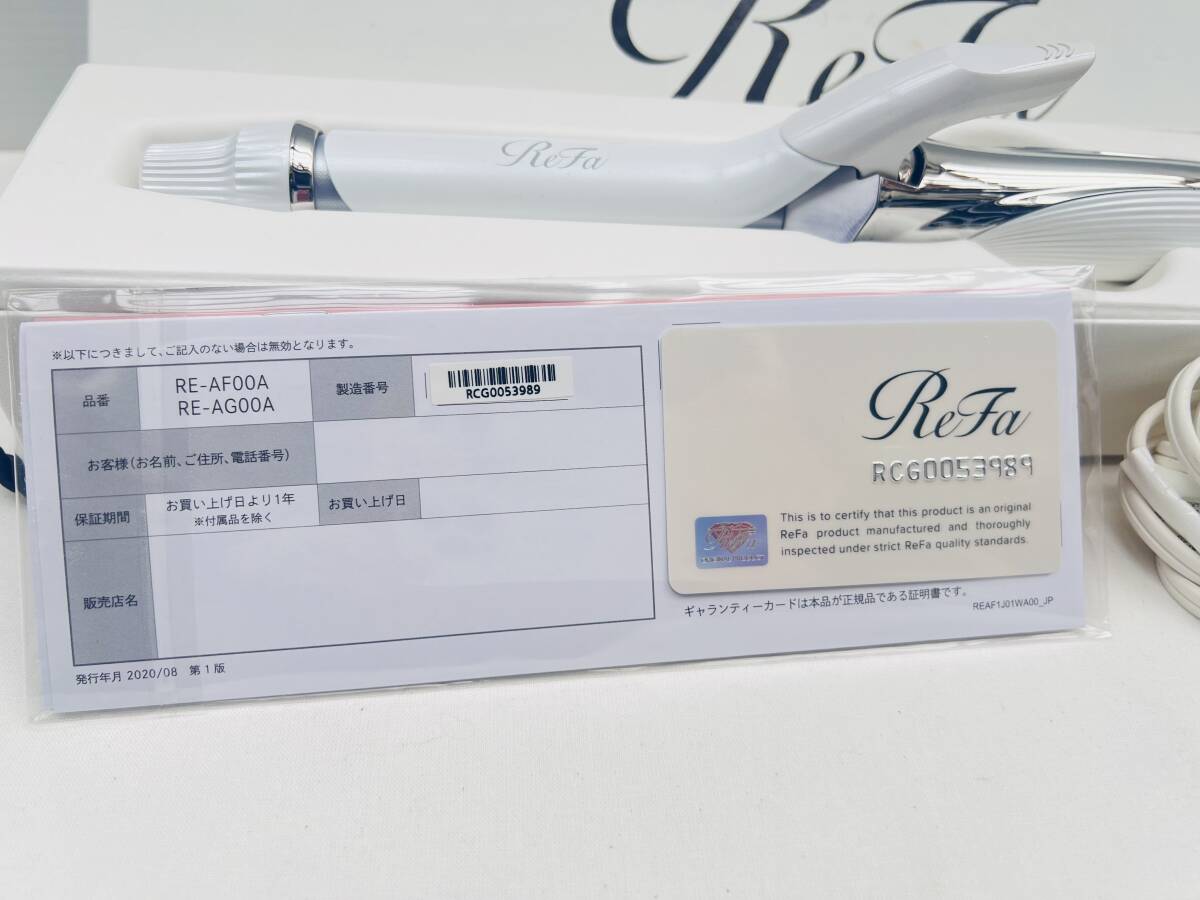 ReFa
ReFa
※以下につきまして、ご記入のない場合は無効となります。
品番
RE-AF00A
RE-AG00A
製造番号
RCG0053989
お客様(お名前、ご住所、電話番号)
保証期間
お買い上げ日より1年
※付属品を除く
お買い上げ日
販売店名
発行年月 2020/08 第1版
ReFa
RCG0053989
ReFa
ORIGINAL PRODUCT
This is to certify that this product is an original
ReFa product manufactured and thoroughly
inspected under strict ReFa quality standards.
ギャランティーカードは本品が正規品である証明書です。
REAF1J01WA00_JP